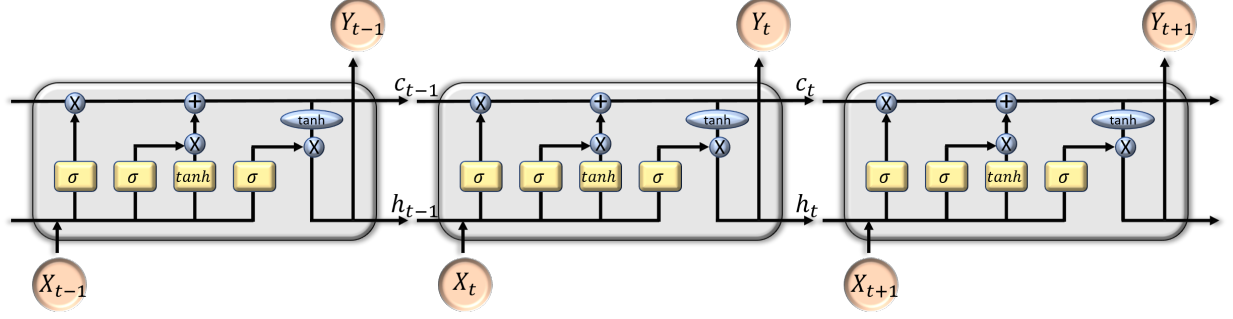 Y_{t-1} Y_t Y_{t+1}
c_{t-1} c_t
X + X + X +
tanh tanh tanh
X X X X X X
σ σ tanh σ σ σ tanh σ σ σ tanh σ
h_{t-1} h_t
X_{t-1} X_t X_{t+1}